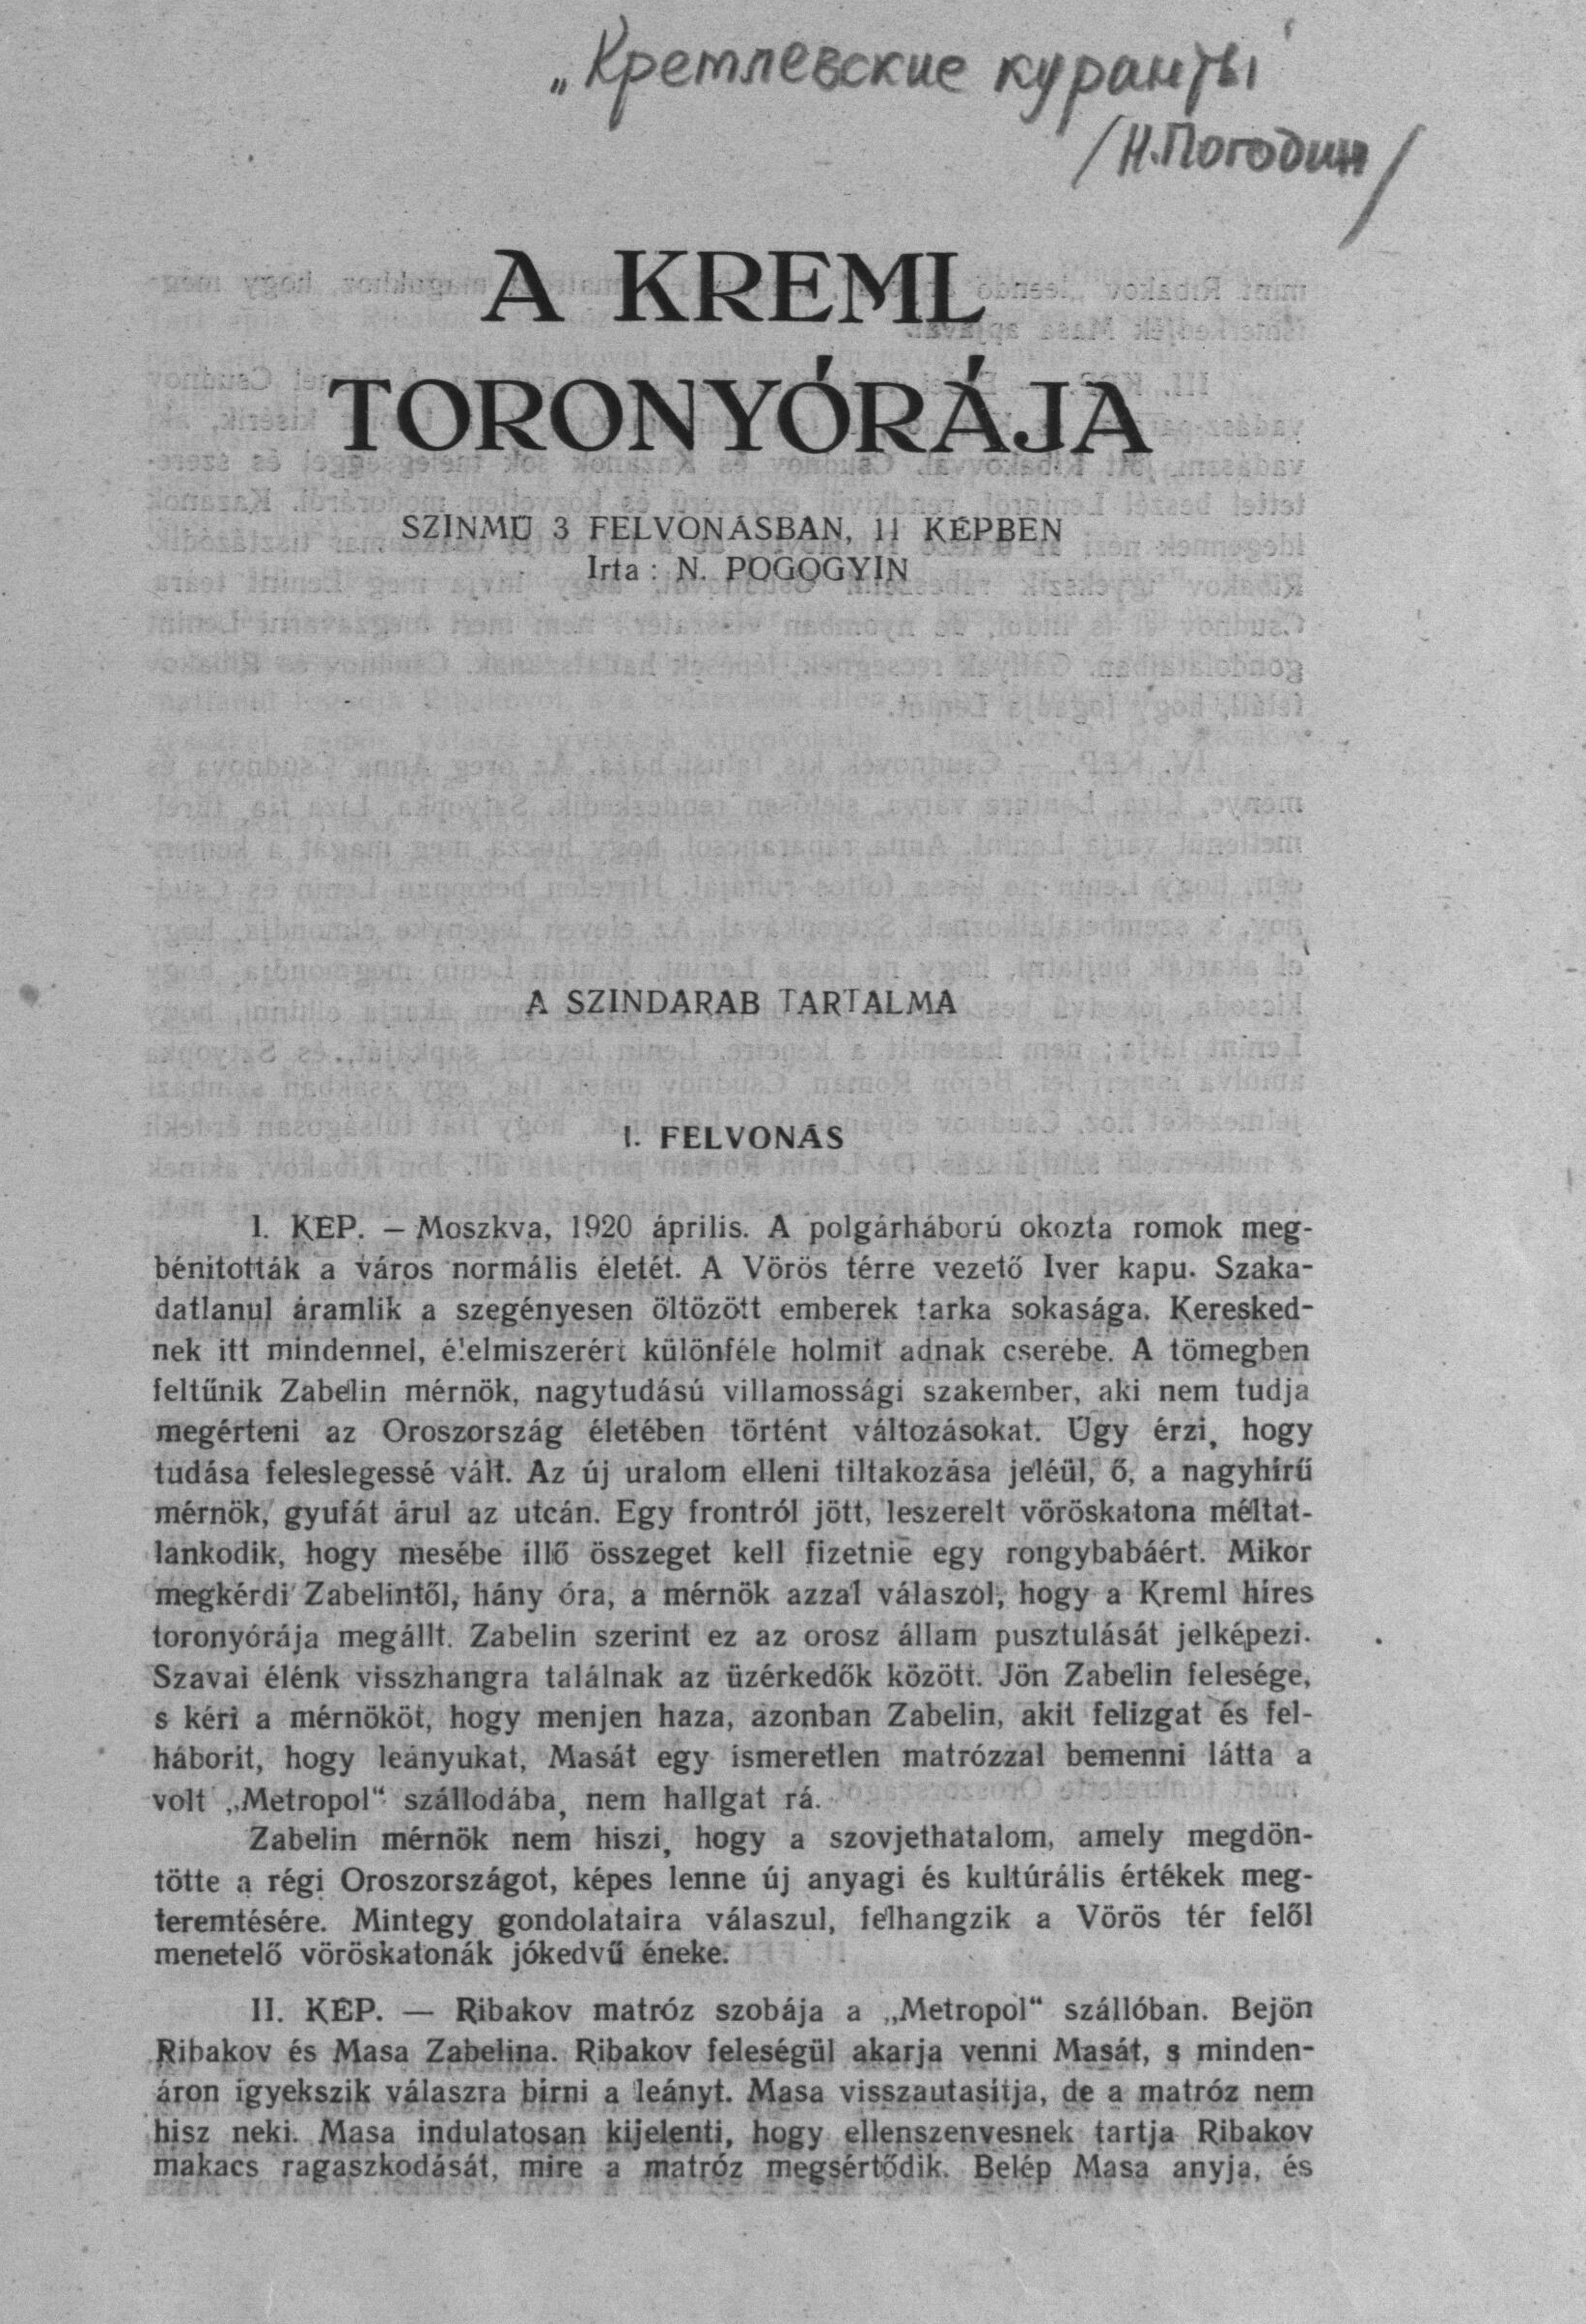 „Кремлевские куранты
/Н.Погодин/
A KREML
TORONYÓRÁJA
SZINMŰ 3 FELVONÁSBAN, 11 KÉPBEN
Irta : N. POGOGYIN
A SZINDARAB TARTALMA
I. FELVONÁS
I. KÉP. — Moszkva, 1920 április. A polgárháború okozta romok meg-
bénitották a város normális életét. A Vörös térre vezető Iver kapu. Szaka-
datlanul áramlik a szegényesen öltözött emberek tarka sokasága. Keresked-
nek itt mindennel, élelmiszerért különféle holmit adnak cserébe. A tömegben
feltűnik Zabelin mérnök, nagytudású villamossági szakember, aki nem tudja
megérteni az Oroszország életében történt változásokat. Úgy érzi, hogy
tudása feleslegessé vált. Az új uralom elleni tiltakozása jeléül, ő, a nagyhirű
mérnök, gyufát árul az utcán. Egy frontról jött, leszerelt vöröskatona méltat-
lankodik, hogy mesébe illő összeget kell fizetnie egy rongybabáért. Mikor
megkérdi Zabelintől, hány óra, a mérnök azzal válaszol, hogy a Kreml hires
toronyórája megállt. Zabelin szerint ez az orosz állam pusztulását jelképezi.
Szavai élénk visszhangra találnak az üzérkedők között. Jön Zabelin felesége,
s kéri a mérnököt, hogy menjen haza, azonban Zabelin, akit felizgat és fel-
háborit, hogy leányukat, Masát egy ismeretlen matrózzal bemenni látta a
volt „Metropol“ szállodába, nem hallgat rá.
Zabelin mérnök nem hiszi, hogy a szovjethatalom, amely megdön-
tötte a régi Oroszországot, képes lenne új anyagi és kultúrális értékek meg-
teremtésére. Mintegy gondolataira válaszul, felhangzik a Vörös tér felől
menetelő vöröskatonák jókedvű éneke.
II. KÉP. — Ribakov matróz szobája a „Metropol“ szállóban. Bejön
Ribakov és Masa Zabelina. Ribakov feleségül akarja venni Masát, s minden-
áron igyekszik válaszra birni a leányt. Masa visszautasitja, de a matróz nem
hisz neki. Masa indulatosan kijelenti, hogy ellenszenvesnek tartja Ribakov
makacs ragaszkodását, mire a matróz megsértődik. Belép Masa anyja, és